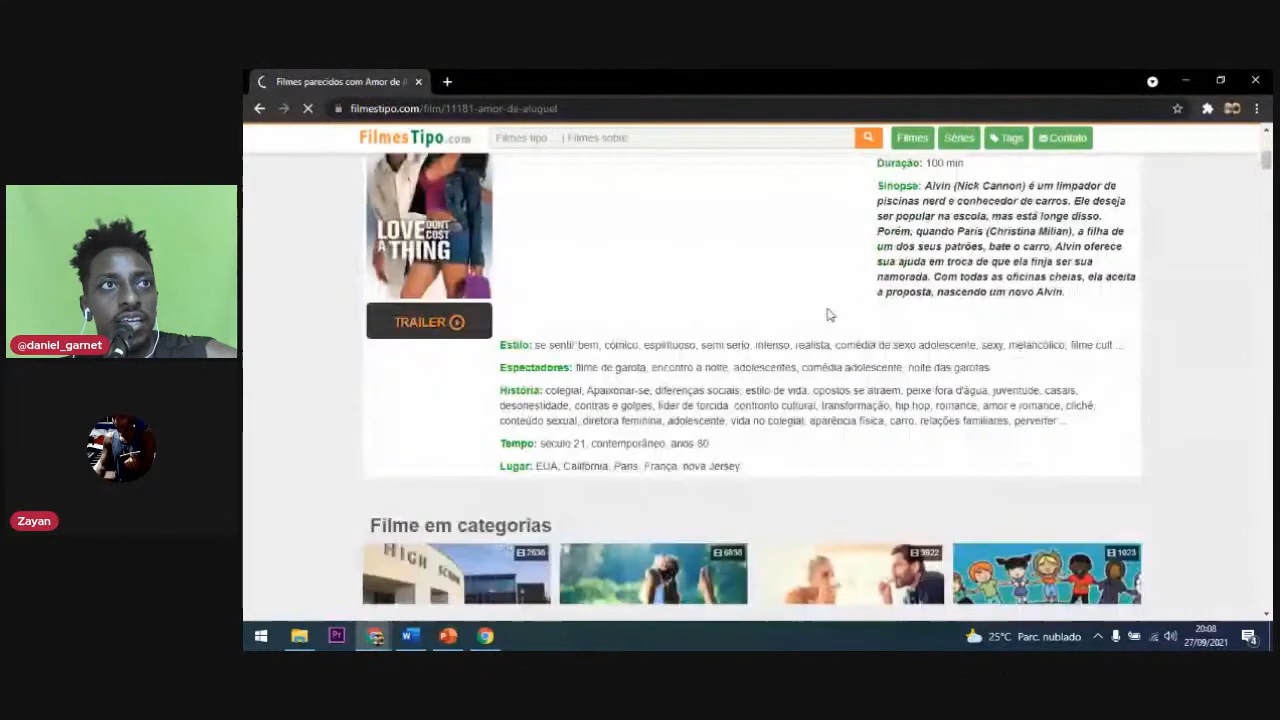 Filmes parecidos com Amor de A
filmestipo.com/film/11181-amor-de-aluguel
FilmesTipo.com
Filmes tipo ... | Filmes sobre
Filmes
Séries
Tags
Contato
LOVE DON'T COST A THING
TRAILER
Duração: 100 min
Sinopse: Alvin (Nick Cannon) é um limpador de
piscinas nerd e conhecedor de carros. Ele deseja
ser popular na escola, mas está longe disso.
Porém, quando Paris (Christina Milian), a filha de
um dos seus patrões, bate o carro, Alvin oferece
sua ajuda em troca de que ela finja ser sua
namorada. Com todas as oficinas cheias, ela aceita
a proposta, nascendo um novo Alvin.
Estilo: se sentir bem, cômico, espirituoso, semi serio, intenso, realista, comédia de sexo adolescente, sexy, melancólico, filme cult ...
Espectadores: filme de garota, encontro a noite, adolescentes, comédia adolescente, noite das garotas
História: colegial, Apaixonar-se, diferenças sociais, estilo de vida, opostos se atraem, peixe fora d'água, juventude, casais,
desonestidade, contras e golpes, líder de torcida, confronto cultural, transformação, hip hop, romance, amor e romance, clichê,
conteúdo sexual, diretora feminina, adolescente, vida no colegial, aparência física, carro, relações familiares, perverter ...
Tempo: século 21, contemporâneo, anos 80
Lugar: EUA, Califórnia, Paris, França, nova Jersey
Filme em categorias
HIGH SCHOOL
2638
6838
3922
1023
@daniel_garnet
Zayan
Pr
25°C Parc. nublado
20:08
27/09/2021
4